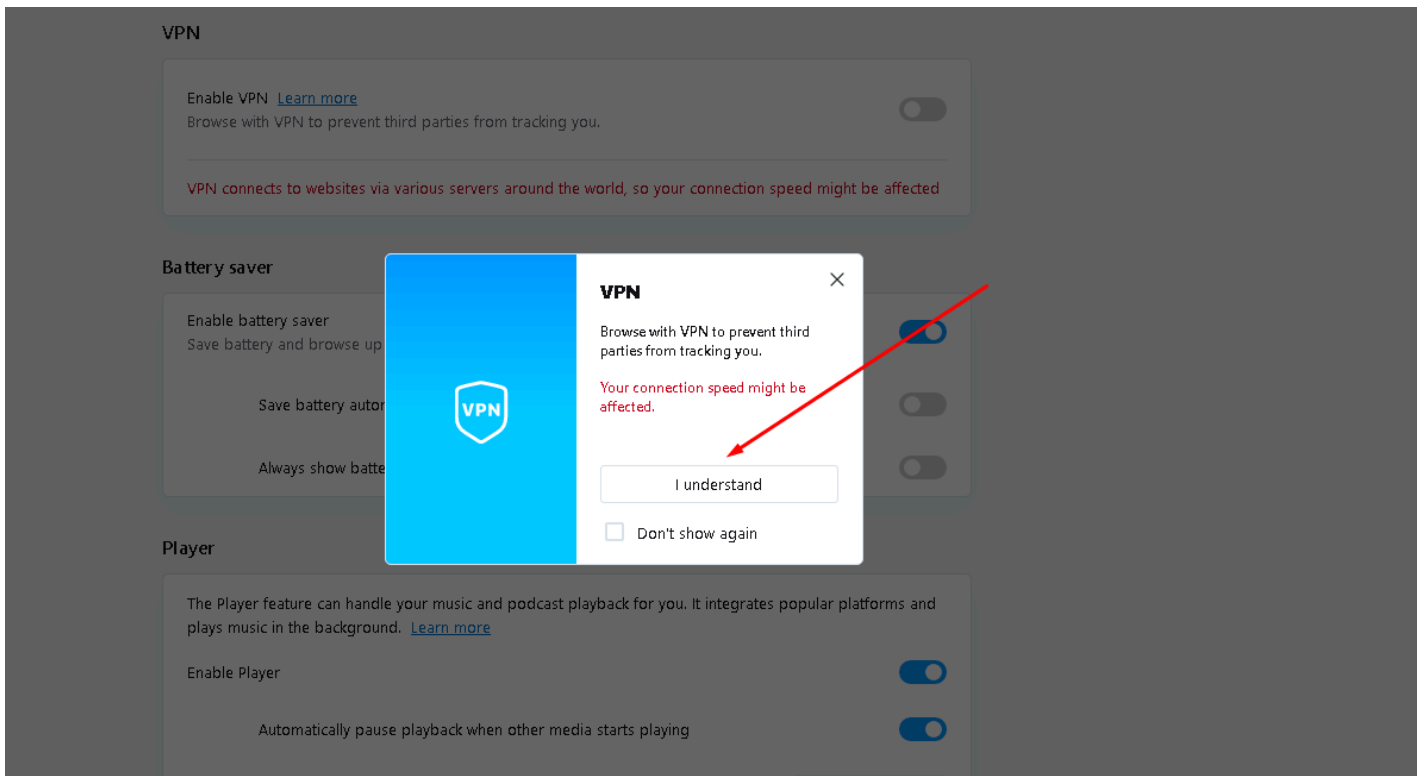 VPN
Enable VPN Learn more
Browse with VPN to prevent third parties from tracking you.
VPN connects to websites via various servers around the world, so your connection speed might be affected
Battery saver
Enable battery saver
Save battery and browse up
Save battery autor
Always show batte
VPN
VPN
Browse with VPN to prevent third
parties from tracking you.
Your connection speed might be
affected.
I understand
Don't show again
Player
The Player feature can handle your music and podcast playback for you. It integrates popular platforms and
plays music in the background. Learn more
Enable Player
Automatically pause playback when other media starts playing